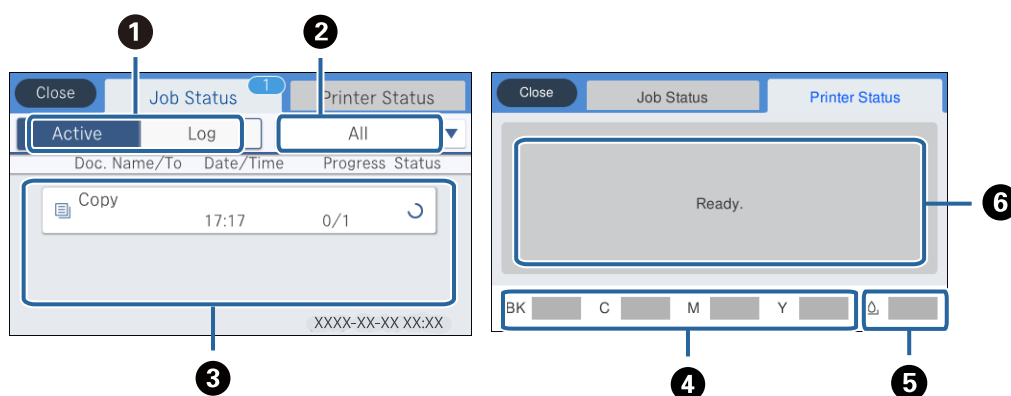 1 2
Close Job Status 1 Printer Status
Active Log All
Doc. Name/To Date/Time Progress Status
Copy
17:17 0/1
XXXX-XX-XX XX:XX
3
Close Job Status Printer Status
Ready.
6
BK C M Y
4 5